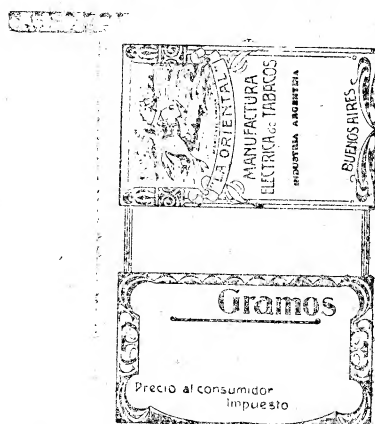 "LA ORIENTAL"
MANUFACTURA
ELECTRICA de TABACOS
INDUSTRIA ARGENTINA
BUENOS AIRES
Gramos
Precio al consumidor
Impuesto